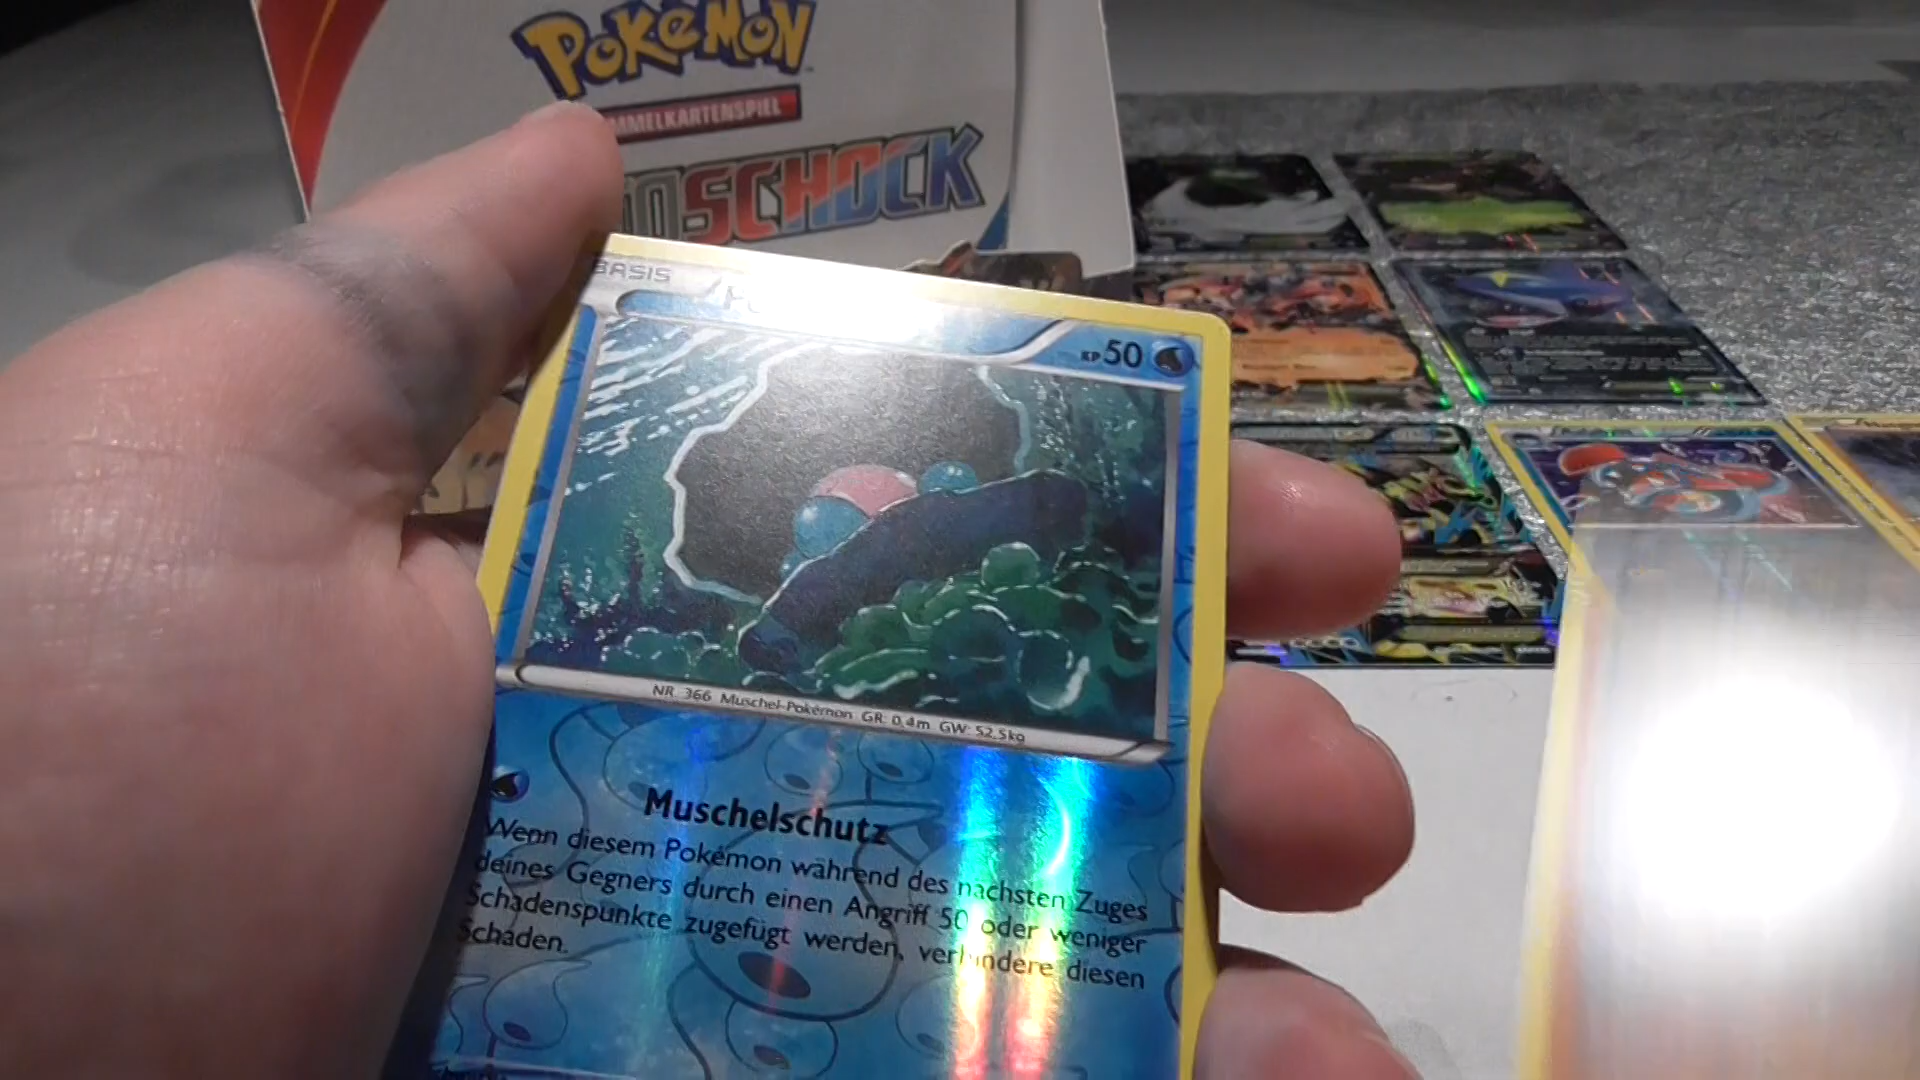 POKéMON
MMELKARTENSPIEL
SCHOCK
BASIS
KP 50
NR. 366 Muschel-Pokémon GR: 0,4m GW: 52,5kg
Muschelschutz
Wenn diesem Pokémon während des nächsten Zuges
deines Gegners durch einen Angriff 50 oder weniger
Schadenspunkte zugefügt werden, verhindere diesen
Schaden.